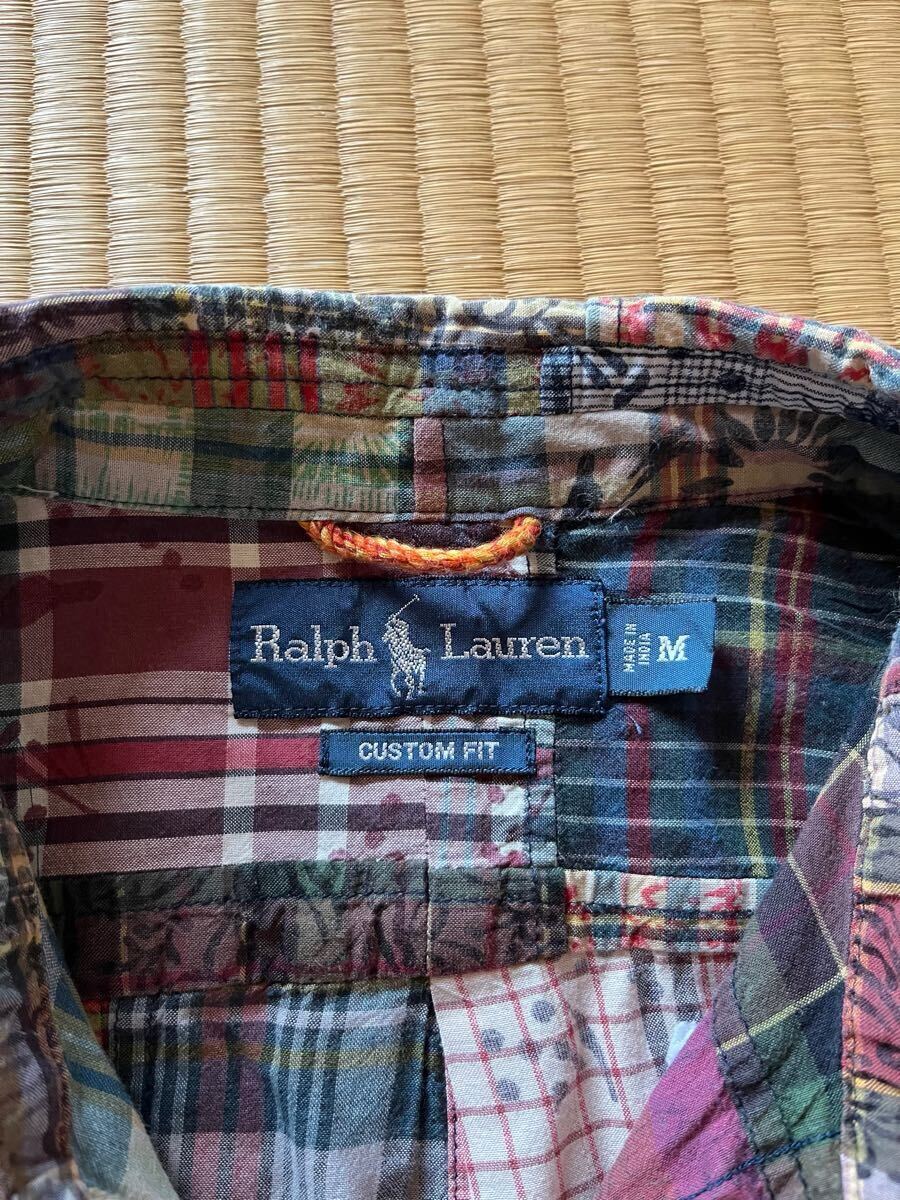 Ralph Lauren
MADE IN
INDIA
M
CUSTOM FIT